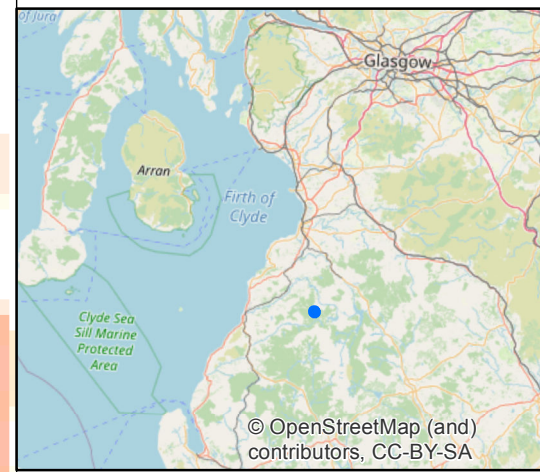 of Jura
Glasgow
Arran
Firth of
Clyde
Clyde Sea
Sill Marine
Protected
Area
© OpenStreetMap (and)
contributors, CC-BY-SA